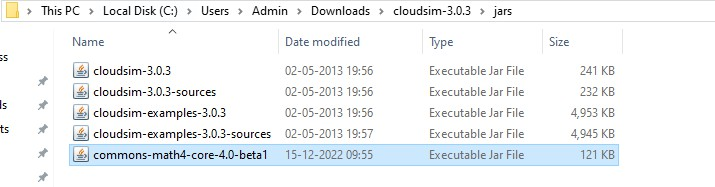 This PC > Local Disk (C:) > Users > Admin > Downloads > cloudsim-3.0.3 > jars
Name Date modified Type Size
cloudsim-3.0.3 02-05-2013 19:56 Executable Jar File 241 KB
cloudsim-3.0.3-sources 02-05-2013 19:56 Executable Jar File 232 KB
cloudsim-examples-3.0.3 02-05-2013 19:56 Executable Jar File 4,953 KB
cloudsim-examples-3.0.3-sources 02-05-2013 19:57 Executable Jar File 4,945 KB
commons-math4-core-4.0-beta1 15-12-2022 09:55 Executable Jar File 121 KB